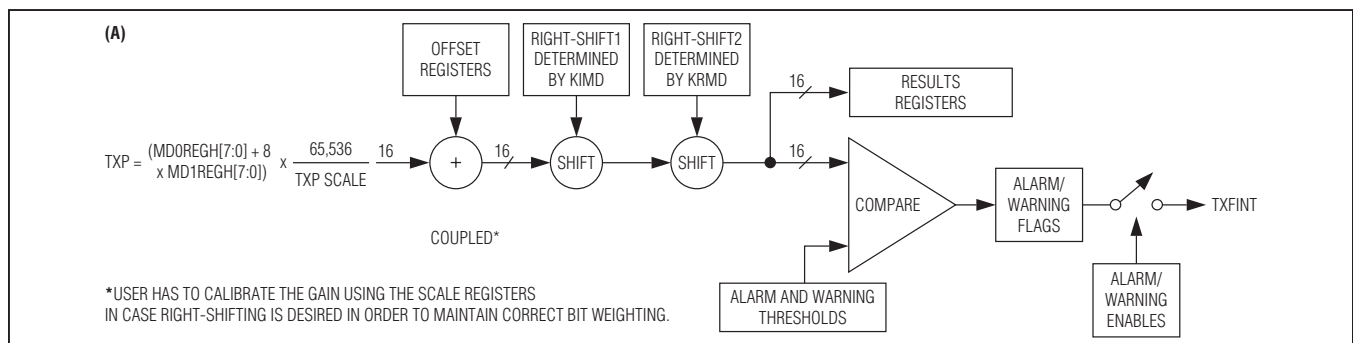 (A)
OFFSET
REGISTERS
RIGHT-SHIFT1
DETERMINED
BY KIMD
RIGHT-SHIFT2
DETERMINED
BY KRMD
16
RESULTS
REGISTERS
TXP =
(MD0REGH[7:0] + 8
x MD1REGH[7:0])
x
65,536
TXP SCALE
16
+
16
SHIFT
SHIFT
16
COMPARE
ALARM/
WARNING
FLAGS
TXFINT
COUPLED*
ALARM AND WARNING
THRESHOLDS
ALARM/
WARNING
ENABLES
*USER HAS TO CALIBRATE THE GAIN USING THE SCALE REGISTERS
IN CASE RIGHT-SHIFTING IS DESIRED IN ORDER TO MAINTAIN CORRECT BIT WEIGHTING.